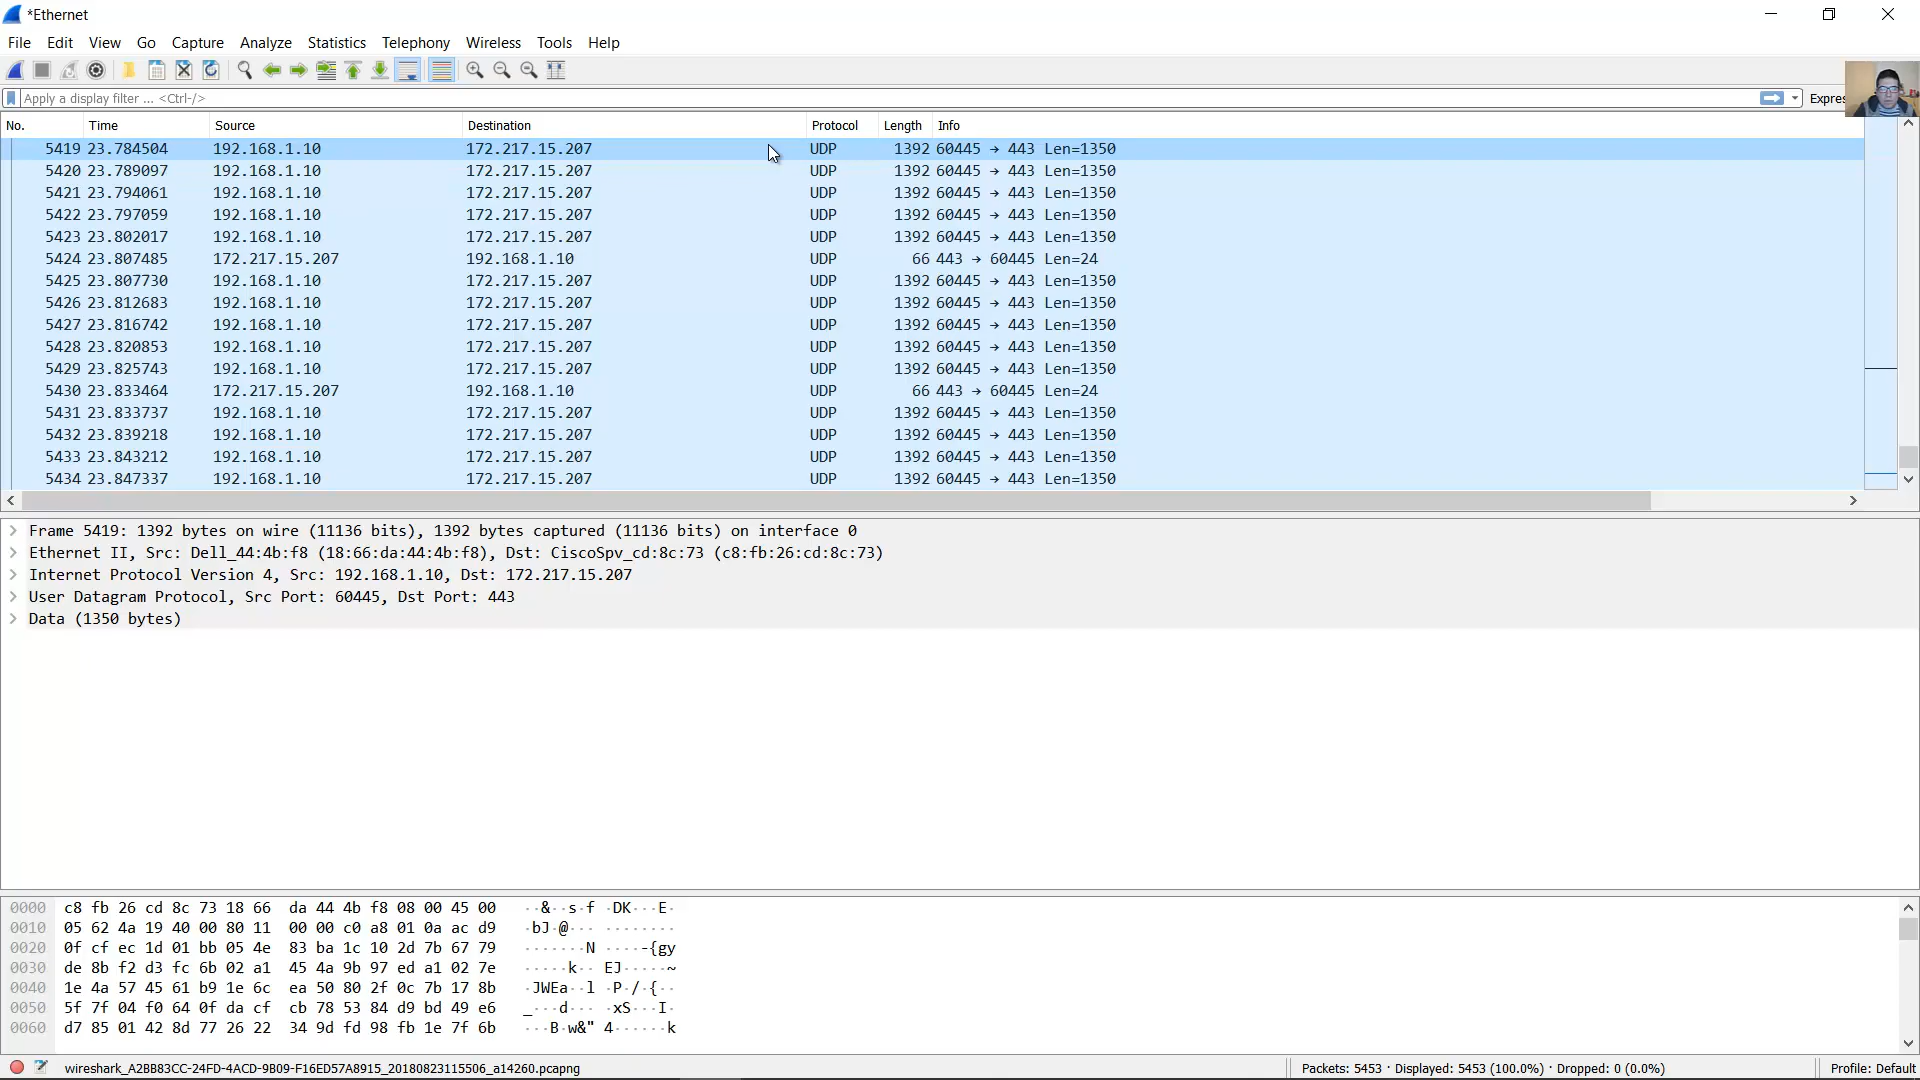 *Ethernet
File Edit View Go Capture Analyze Statistics Telephony Wireless Tools Help
Apply a display filter ... <Ctrl-/> Expres
No. Time Source Destination Protocol Length Info
5419 23.784504 192.168.1.10 172.217.15.207 UDP 1392 60445 → 443 Len=1350
5420 23.789097 192.168.1.10 172.217.15.207 UDP 1392 60445 → 443 Len=1350
5421 23.794061 192.168.1.10 172.217.15.207 UDP 1392 60445 → 443 Len=1350
5422 23.797059 192.168.1.10 172.217.15.207 UDP 1392 60445 → 443 Len=1350
5423 23.802017 192.168.1.10 172.217.15.207 UDP 1392 60445 → 443 Len=1350
5424 23.807485 172.217.15.207 192.168.1.10 UDP 66 443 → 60445 Len=24
5425 23.807730 192.168.1.10 172.217.15.207 UDP 1392 60445 → 443 Len=1350
5426 23.812683 192.168.1.10 172.217.15.207 UDP 1392 60445 → 443 Len=1350
5427 23.816742 192.168.1.10 172.217.15.207 UDP 1392 60445 → 443 Len=1350
5428 23.820853 192.168.1.10 172.217.15.207 UDP 1392 60445 → 443 Len=1350
5429 23.825743 192.168.1.10 172.217.15.207 UDP 1392 60445 → 443 Len=1350
5430 23.833464 172.217.15.207 192.168.1.10 UDP 66 443 → 60445 Len=24
5431 23.833737 192.168.1.10 172.217.15.207 UDP 1392 60445 → 443 Len=1350
5432 23.839218 192.168.1.10 172.217.15.207 UDP 1392 60445 → 443 Len=1350
5433 23.843212 192.168.1.10 172.217.15.207 UDP 1392 60445 → 443 Len=1350
5434 23.847337 192.168.1.10 172.217.15.207 UDP 1392 60445 → 443 Len=1350
Frame 5419: 1392 bytes on wire (11136 bits), 1392 bytes captured (11136 bits) on interface 0
Ethernet II, Src: Dell_44:4b:f8 (18:66:da:44:4b:f8), Dst: CiscoSpv_cd:8c:73 (c8:fb:26:cd:8c:73)
Internet Protocol Version 4, Src: 192.168.1.10, Dst: 172.217.15.207
User Datagram Protocol, Src Port: 60445, Dst Port: 443
Data (1350 bytes)
0000 c8 fb 26 cd 8c 73 18 66 da 44 4b f8 08 00 45 00 ··&··s·f ·DK···E·
0010 05 62 4a 19 40 00 80 11 00 00 c0 a8 01 0a ac d9 ·bJ·@··· ········
0020 0f cf ec 1d 01 bb 05 4e 83 ba 1c 10 2d 7b 67 79 ·······N ····-{gy
0030 de 8b f2 d3 fc 6b 02 a1 45 4a 9b 97 ed a1 02 7e ·····k·· EJ·····~
0040 1e 4a 57 45 61 b9 1e 6c ea 50 80 2f 0c 7b 17 8b ·JWEa··l ·P·/·{··
0050 5f 7f 04 f0 64 0f da cf cb 78 53 84 d9 bd 49 e6 _···d··· ·xS···I·
0060 d7 85 01 42 8d 77 26 22 34 9d fd 98 fb 1e 7f 6b ···B·w&" 4······k
wireshark_A2BB83CC-24FD-4ACD-9B09-F16ED57A8915_20180823115506_a14260.pcapng Packets: 5453 · Displayed: 5453 (100.0%) · Dropped: 0 (0.0%) Profile: Default